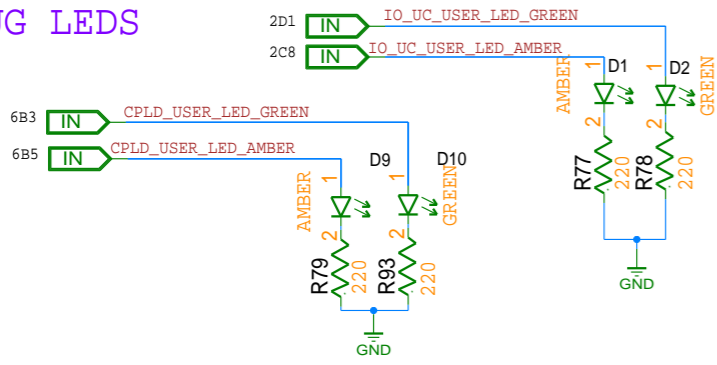 UG LEDS
2D1 IN IO_UC_USER_LED_GREEN
2C8 IN IO_UC_USER_LED_AMBER
AMBER 1 D1 1 D2 GREEN
2 2
R77 220 R78 220
GND
6B3 IN CPLD_USER_LED_GREEN
6B5 IN CPLD_USER_LED_AMBER
AMBER 1 D9 1 D10 GREEN
2 2
R79 220 R93 220
GND